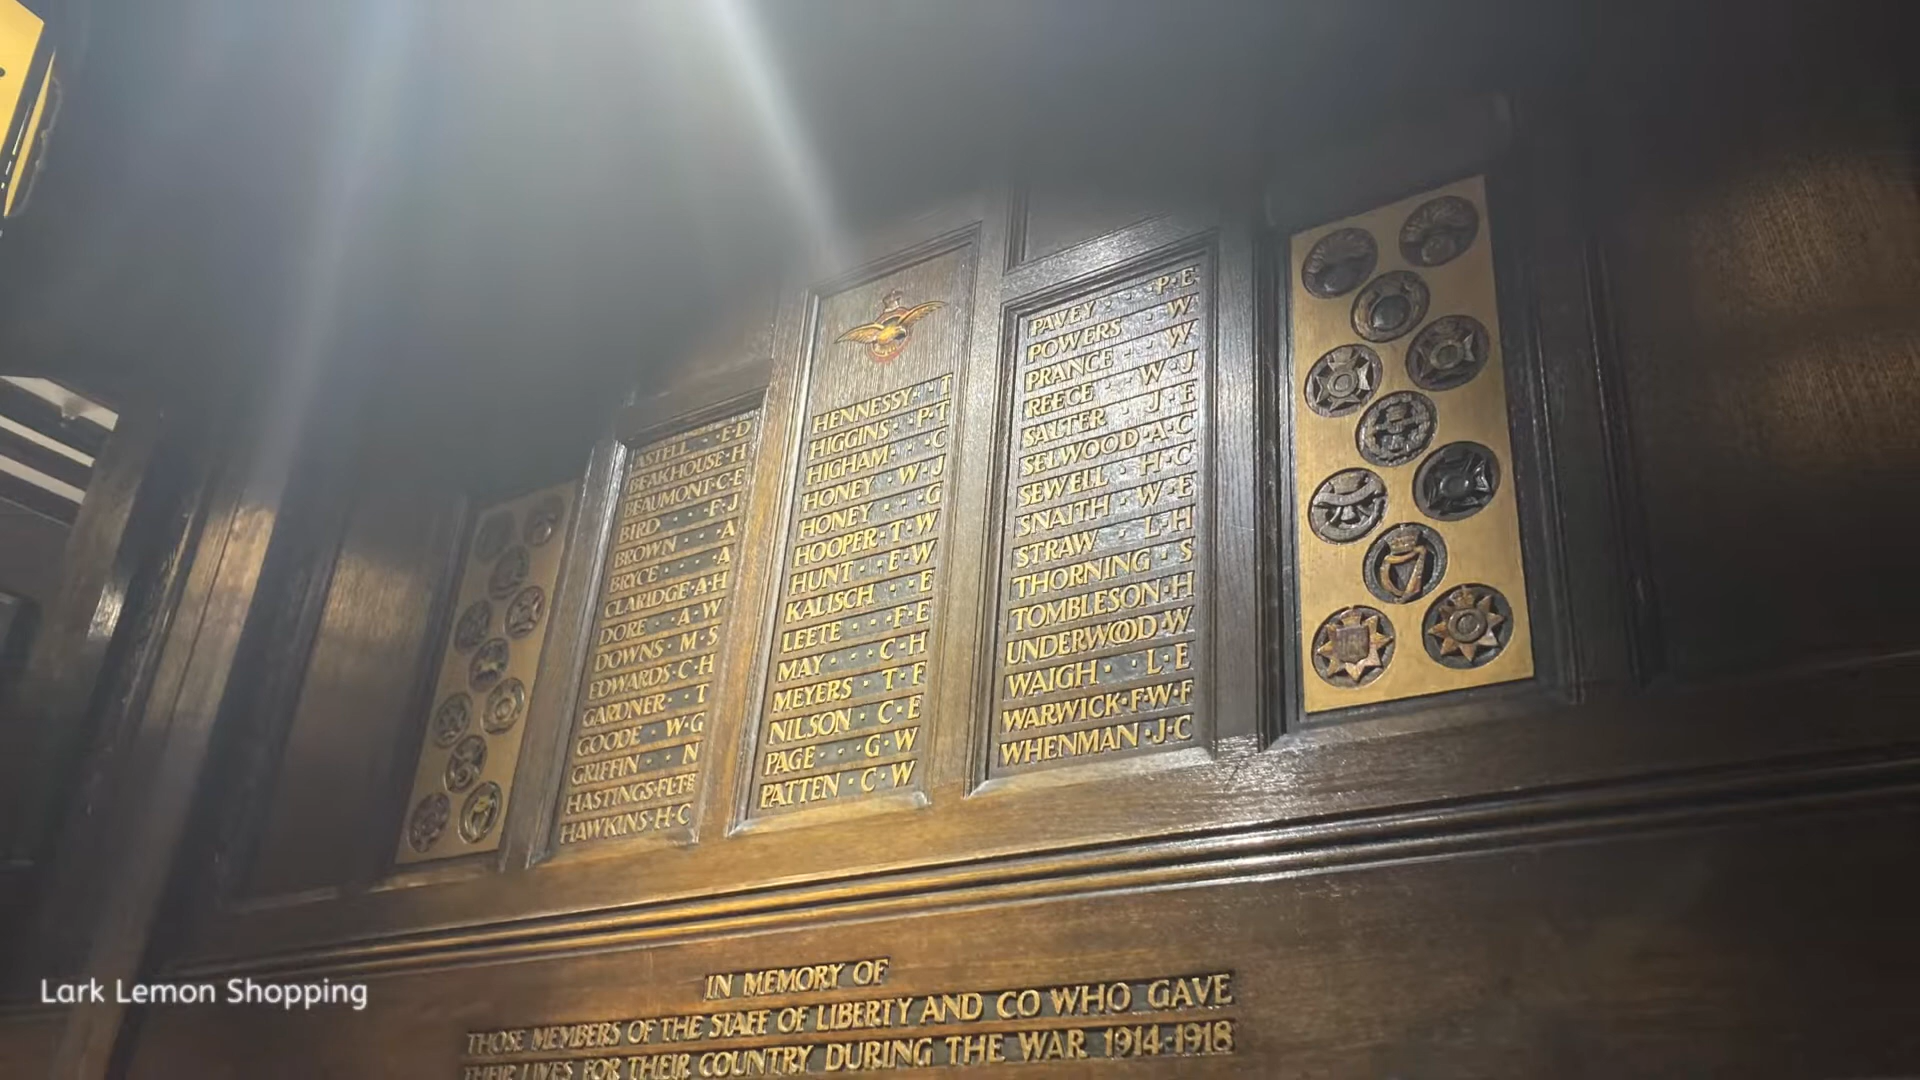 ASTELL · · E·D
BEAKHOUSE·H
BEAUMONT·C·E
BIRD · · · F·J
BROWN · · · A
BRYCE · · · · A
CLARIDGE·A·H
DORE · · A·W
DOWNS · M·S
EDWARDS·C·H
GARDNER · · T
GOODE · W·G
GRIFFIN · · N
HASTINGS·F.L.T.
HAWKINS·H·C
HENNESSY · · T
HIGGINS · · P·T
HIGHAM · · · C
HONEY · W·J
HONEY · · · G
HOOPER·T·W
HUNT · · E·W
KALISCH · · E
LEETE · · · F·E
MAY · · · C·H
MEYERS · T·F
NILSON · C·E
PAGE · · · G·W
PATTEN · C·W
PAVEY · · · P·E
POWERS · · W
PRANCE · · · W
REECE · · W·J
SALTER · J·E
SELWOOD·A·C
SEWELL · H·C
SNAITH · W·E
STRAW · · L·H
THORNING · S
TOMBLESON·H
UNDERWOOD·W
WAIGH · · L·E
WARWICK·F·W·F
WHENMAN·J·C
IN MEMORY OF
THOSE MEMBERS OF THE STAFF OF LIBERTY AND CO WHO GAVE
THEIR LIVES FOR THEIR COUNTRY DURING THE WAR 1914-1918
Lark Lemon Shopping